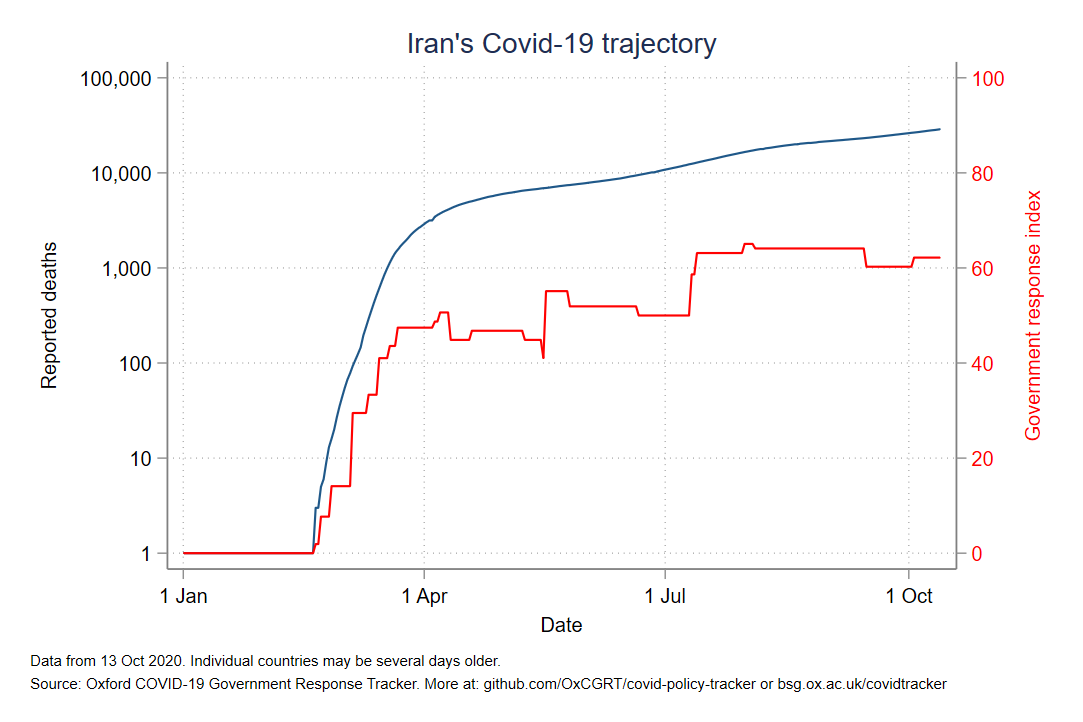 Iran's Covid-19 trajectory
100,000
10,000
1,000
100
10
1
Reported deaths
100
80
60
40
20
0
Government response index
1 Jan
1 Apr
1 Jul
1 Oct
Date
Data from 13 Oct 2020. Individual countries may be several days older.
Source: Oxford COVID-19 Government Response Tracker. More at: github.com/OxCGRT/covid-policy-tracker or bsg.ox.ac.uk/covidtracker